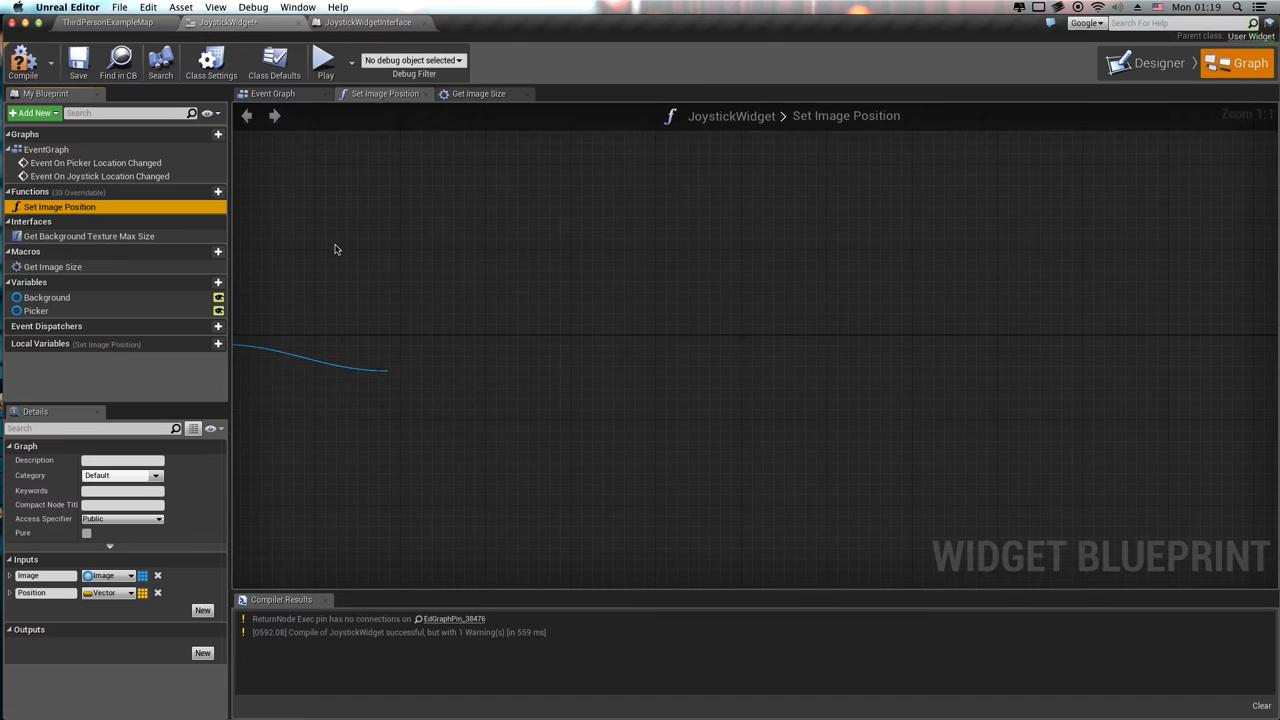 Unreal Editor File Edit Asset View Debug Window Help Mon 01:19
ThirdPersonExampleMap JoystickWidget* JoystickWidgetInterface Google Search For Help
Parent class: User Widget
Compile Save Find in CB Search Class Settings Class Defaults Play No debug object selected Debug Filter Designer Graph
My Blueprint Event Graph Set Image Position Get Image Size
Add New Search JoystickWidget > Set Image Position Zoom 1:1
Graphs
EventGraph
Event On Picker Location Changed
Event On Joystick Location Changed
Functions (33 Overridable)
Set Image Position
Interfaces
Get Background Texture Max Size
Macros
Get Image Size
Variables
Background
Picker
Event Dispatchers
Local Variables (Set Image Position)
Details
Search
Graph
Description
Category Default
Keywords
Compact Node Titl
Access Specifier Public
Pure
Inputs
Image Image
Position Vector
New
Outputs
New
WIDGET BLUEPRINT
Compiler Results
ReturnNode Exec pin has no connections on EdGraphPin_38476
[0592.08] Compile of JoystickWidget successful, but with 1 Warning(s) [in 559 ms]
Clear